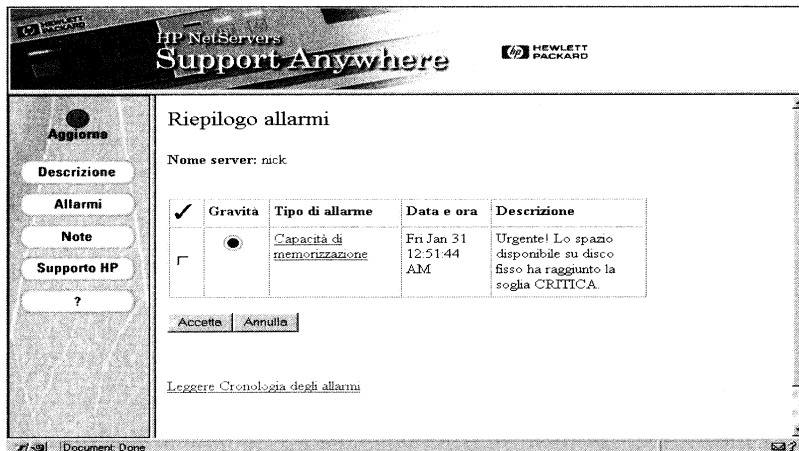 HEWLETT
PACKARD
HP NetServers
Support Anywhere
hp HEWLETT
PACKARD
Aggiorna
Descrizione
Allarmi
Note
Supporto HP
?
Riepilogo allarmi
Nome server: nick
Gravità Tipo di allarme Data e ora Descrizione
Capacità di
memorizzazione
Fri Jan 31
12:51:44
AM
Urgente! Lo spazio
disponibile su disco
fisso ha raggiunto la
soglia CRITICA.
Accetta Annulla
Leggere Cronologia degli allarmi
Document: Done
?